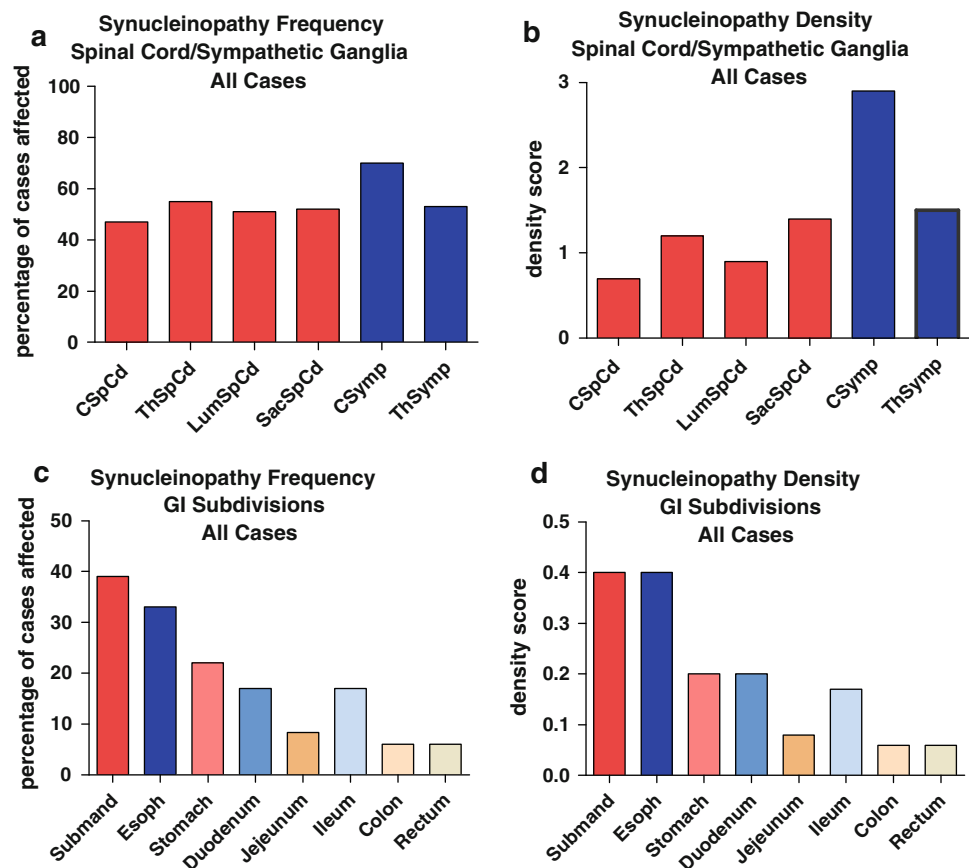 a
Synucleinopathy Frequency
Spinal Cord/Sympathetic Ganglia
All Cases
percentage of cases affected
100
80
60
40
20
0
CSpCd
ThSpCd
LumSpCd
SacSpCd
CSymp
ThSymp
b
Synucleinopathy Density
Spinal Cord/Sympathetic Ganglia
All Cases
density score
3
2
1
0
CSpCd
ThSpCd
LumSpCd
SacSpCd
CSymp
ThSymp
c
Synucleinopathy Frequency
GI Subdivisions
All Cases
percentage of cases affected
50
40
30
20
10
0
Submand
Esoph
Stomach
Duodenum
Jejeunum
Ileum
Colon
Rectum
d
Synucleinopathy Density
GI Subdivisions
All Cases
density score
0.5
0.4
0.3
0.2
0.1
0.0
Submand
Esoph
Stomach
Duodenum
Jejeunum
Ileum
Colon
Rectum